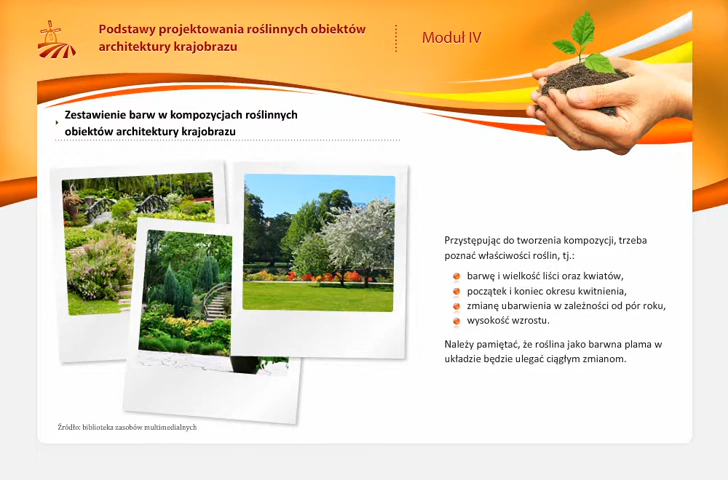 Podstawy projektowania roślinnych obiektów
architektury krajobrazu
Moduł IV
Zestawienie barw w kompozycjach roślinnych
obiektów architektury krajobrazu
Przystępując do tworzenia kompozycji, trzeba
poznać właściwości roślin, tj.:
barwę i wielkość liści oraz kwiatów,
początek i koniec okresu kwitnienia,
zmianę ubarwienia w zależności od pór roku,
wysokość wzrostu.
Należy pamiętać, że roślina jako barwna plama w
układzie będzie ulegać ciągłym zmianom.
Źródło: biblioteka zasobów multimedialnych